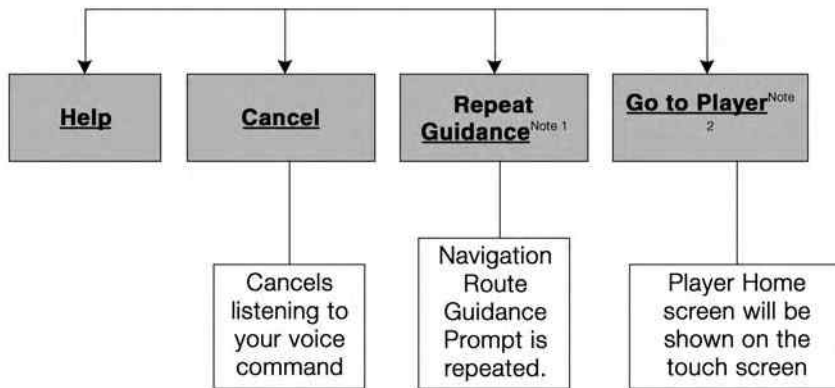 Help
Cancel
Repeat
Guidance Note 1
Go to Player Note
2
Cancels
listening to
your voice
command
Navigation
Route
Guidance
Prompt is
repeated.
Player Home
screen will be
shown on the
touch screen